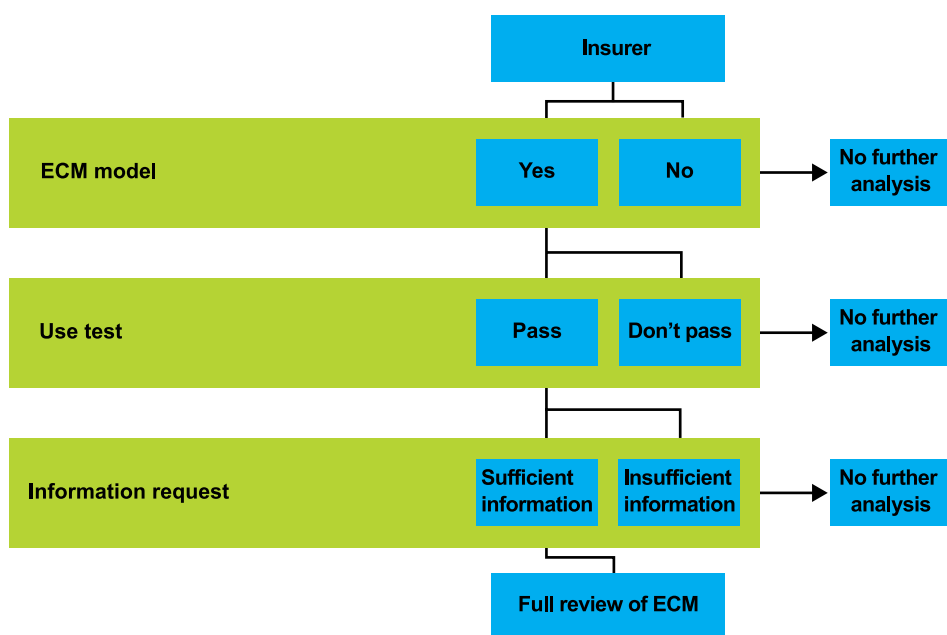 Insurer
ECM model
Yes
No
No further
analysis
Use test
Pass
Don’t pass
No further
analysis
Information request
Sufficient
information
Insufficient
information
No further
analysis
Full review of ECM